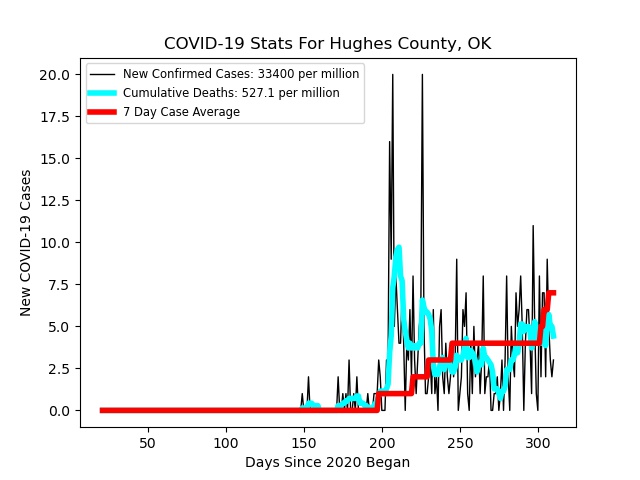 COVID-19 Stats For Hughes County, OK
New Confirmed Cases: 33400 per million
Cumulative Deaths: 527.1 per million
7 Day Case Average
20.0
17.5
15.0
12.5
10.0
7.5
5.0
2.5
0.0
New COVID-19 Cases
50 100 150 200 250 300
Days Since 2020 Began